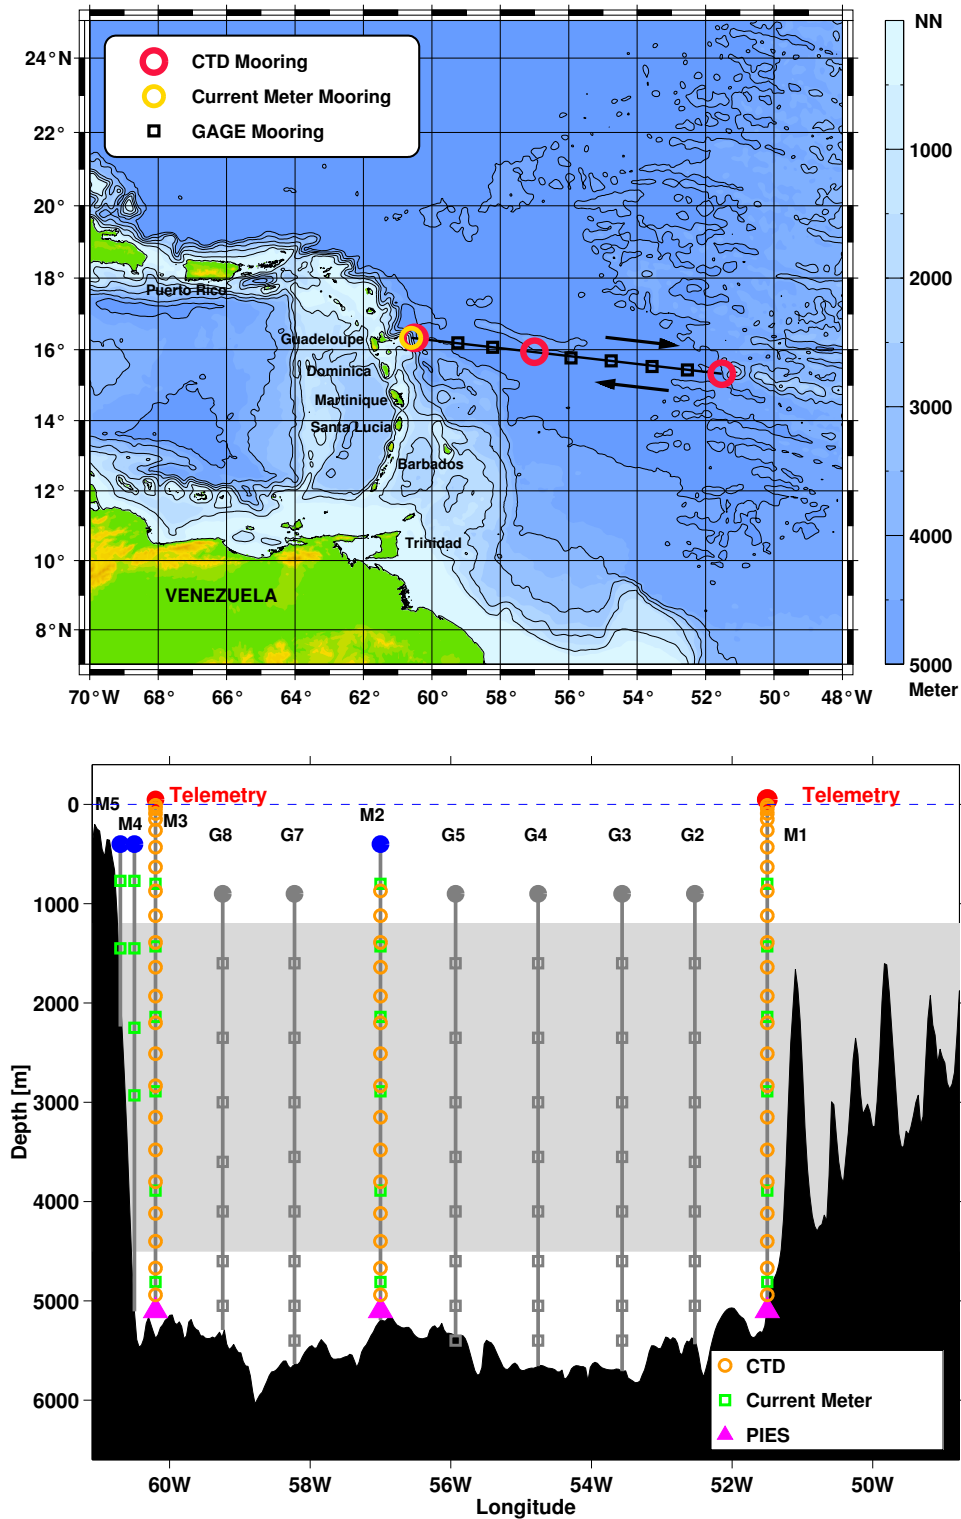 24°N
22°
20°
18°
16°
14°
12°
10°
8°N
70°W 68° 66° 64° 62° 60° 58° 56° 54° 52° 50° 48°W
CTD Mooring
Current Meter Mooring
GAGE Mooring
Puerto Rico
Guadeloupe
Dominica
Martinique
Santa Lucia
Barbados
Trinidad
VENEZUELA
NN
1000
2000
3000
4000
5000
Meter
Telemetry Telemetry
M5 M4 M3 G8 G7 M2 G5 G4 G3 G2 M1
0
1000
2000
3000
4000
5000
6000
Depth [m]
CTD
Current Meter
PIES
60W 58W 56W 54W 52W 50W
Longitude